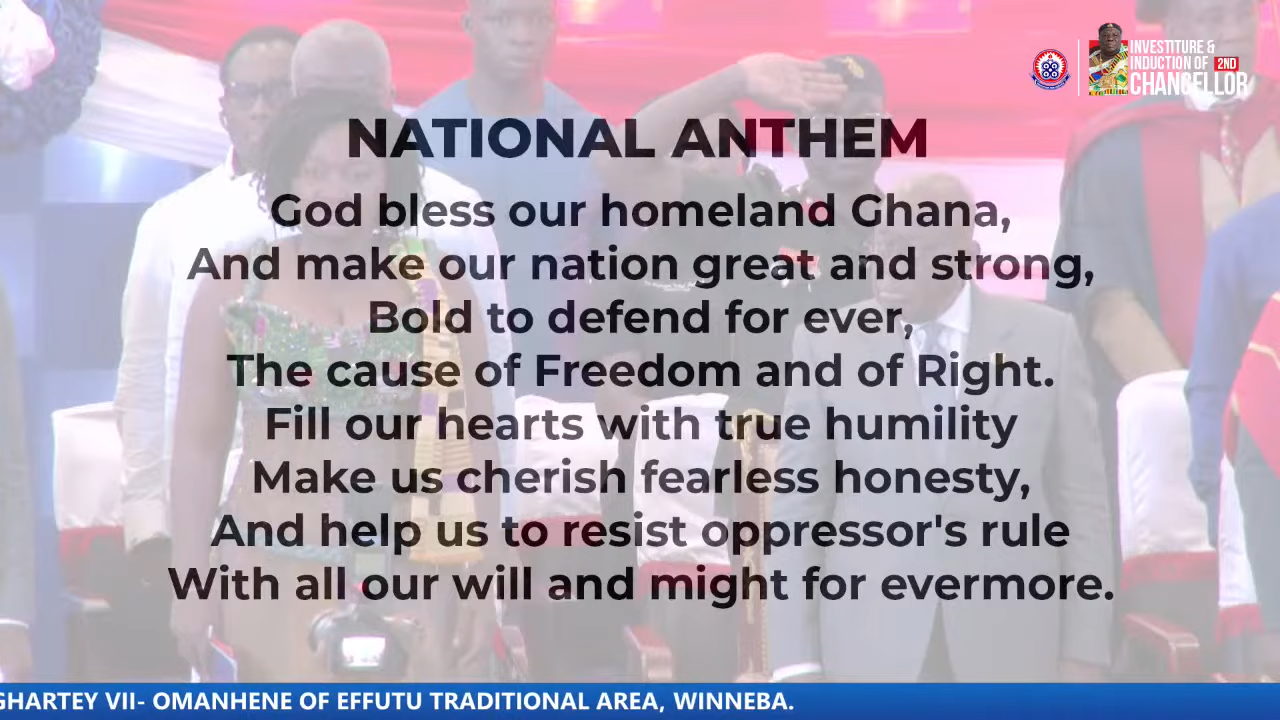 INVESTITURE &
INDUCTION OF 2ND
CHANCELLOR
NATIONAL ANTHEM
God bless our homeland Ghana,
And make our nation great and strong,
Bold to defend for ever,
The cause of Freedom and of Right.
Fill our hearts with true humility
Make us cherish fearless honesty,
And help us to resist oppressor's rule
With all our will and might for evermore.
GHARTEY VII- OMANHENE OF EFFUTU TRADITIONAL AREA, WINNEBA.